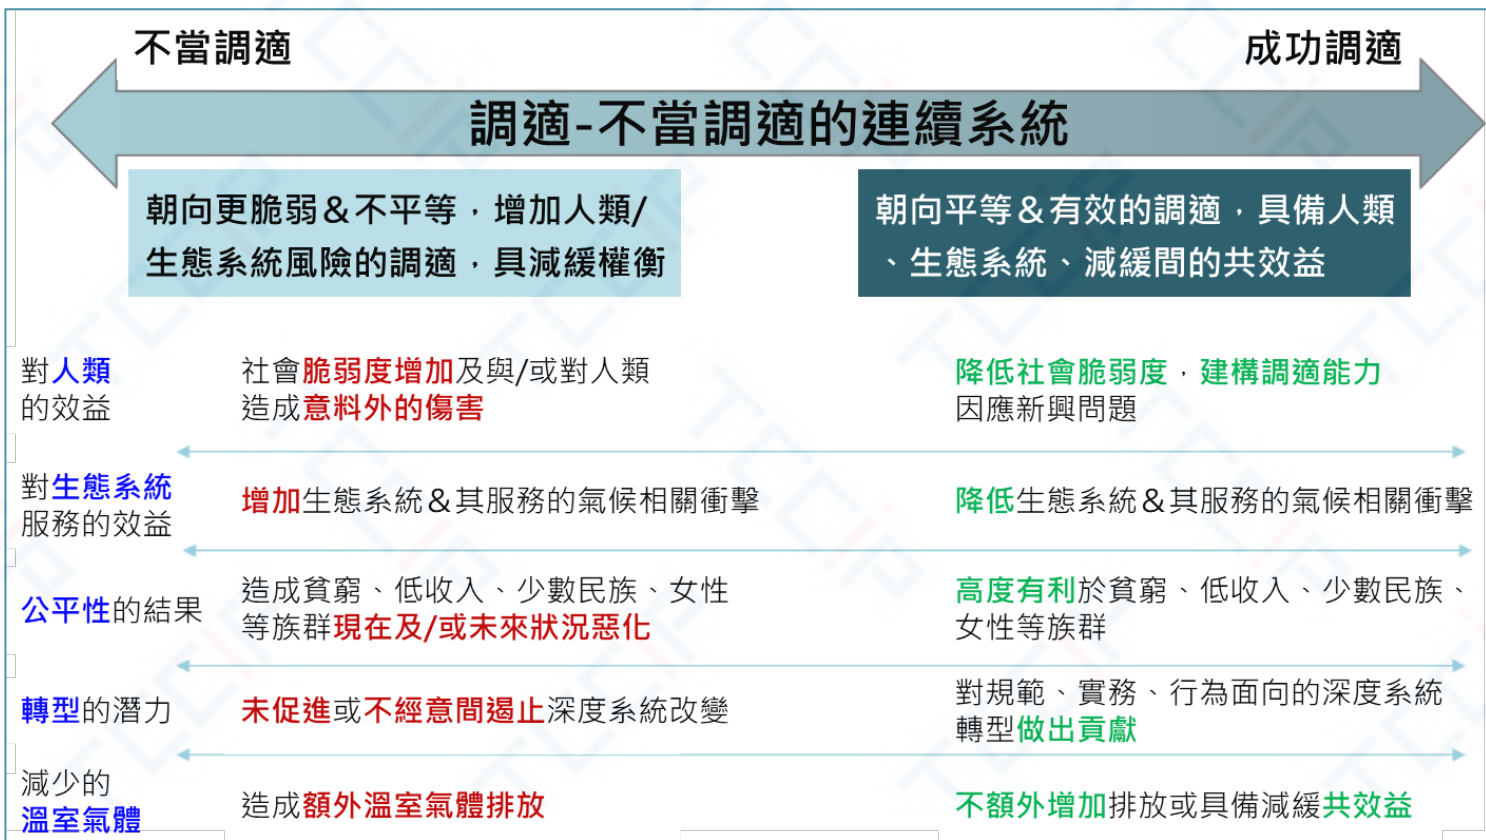 不當調適
成功調適
調適-不當調適的連續系統
朝向更脆弱&不平等，增加人類/
生態系統風險的調適，具減緩權衡
朝向平等&有效的調適，具備人類
、生態系統、減緩間的共效益
對人類
的效益
社會脆弱度增加及與/或對人類
造成意料外的傷害
降低社會脆弱度，建構調適能力
因應新興問題
對生態系統
服務的效益
增加生態系統&其服務的氣候相關衝擊
降低生態系統&其服務的氣候相關衝擊
公平性的結果
造成貧窮、低收入、少數民族、女性
等族群現在及/或未來狀況惡化
高度有利於貧窮、低收入、少數民族、
女性等族群
轉型的潛力
未促進或不經意間遏止深度系統改變
對規範、實務、行為面向的深度系統
轉型做出貢獻
減少的
溫室氣體
造成額外溫室氣體排放
不額外增加排放或具備減緩共效益